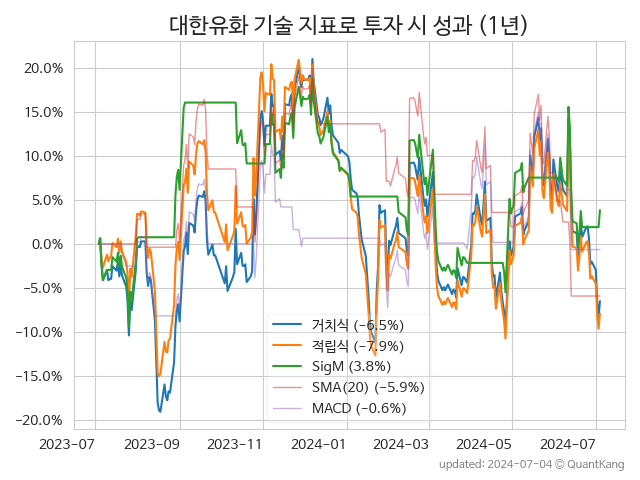 대한유화 기술 지표로 투자 시 성과 (1년)
20.0%
15.0%
10.0%
5.0%
0.0%
−5.0%
−10.0%
−15.0%
−20.0%
거치식 (−6.5%)
적립식 (−7.9%)
SigM (3.8%)
SMA(20) (−5.9%)
MACD (−0.6%)
2023-07 2023-09 2023-11 2024-01 2024-03 2024-05 2024-07
updated: 2024-07-04 © QuantKang